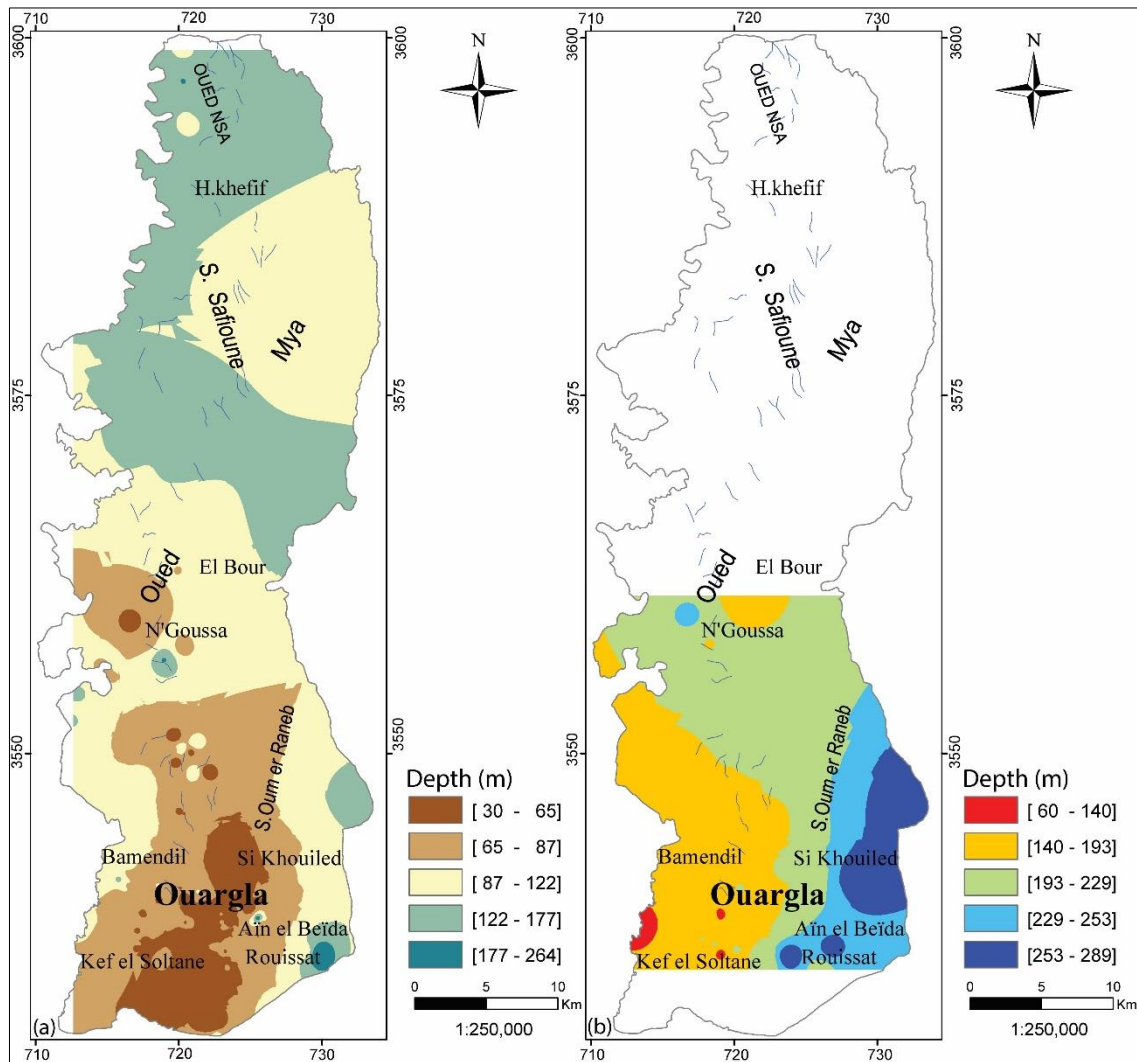 710 720 730
3600
N
OUED NSA
H.khefif
S. Safioune
Mya
3575
3575
Oued
El Bour
N'Goussa
S.Oum er Raneb
3550
3550
Bamendil
Si Khouiled
Ouargla
Aïn el Beïda
Kef el Soltane
Rouissat
Depth (m)
[ 30 - 65]
[ 65 - 87]
[ 87 - 122]
[122 - 177]
[177 - 264]
0 5 10
Km
1:250,000
(a)
710 720 730
710 720 730
3600
3600
N
OUED NSA
H.khefif
S. Safioune
Mya
3575
Oued
El Bour
N'Goussa
S.Oum er Raneb
3550
Bamendil
Si Khouiled
Ouargla
Aïn el Beïda
Kef el Soltane
Rouissat
Depth (m)
[ 60 - 140]
[140 - 193]
[193 - 229]
[229 - 253]
[253 - 289]
0 5 10
Km
1:250,000
(b)
710 720 730